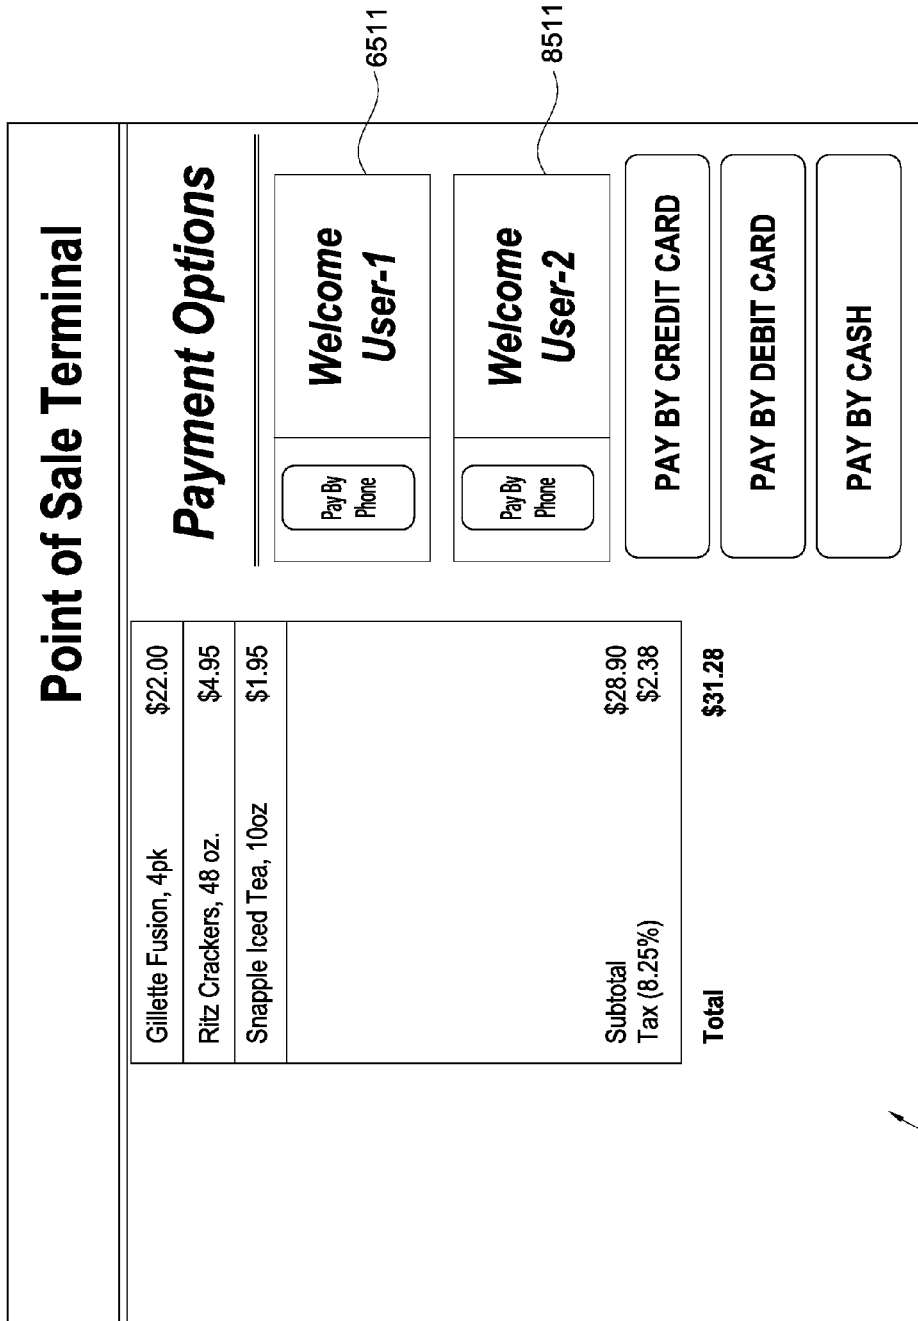 Point of Sale Terminal
Gillette Fusion, 4pk $22.00
Ritz Crackers, 48 oz. $4.95
Snapple Iced Tea, 10oz $1.95
Subtotal $28.90
Tax (8.25%) $2.38
Total $31.28
Payment Options
Pay By
Phone
Welcome
User-1
6511
Pay By
Phone
Welcome
User-2
8511
PAY BY CREDIT CARD
PAY BY DEBIT CARD
PAY BY CASH